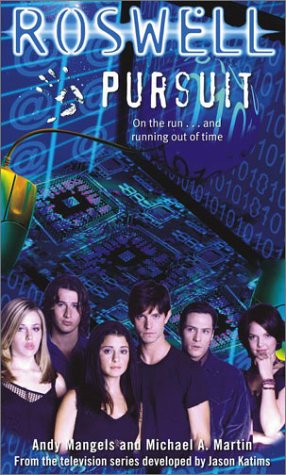 ROSWELL
PURSUIT
On the run . . . and
running out of time
Andy Mangels and Michael A. Martin
From the television series developed by Jason Katims